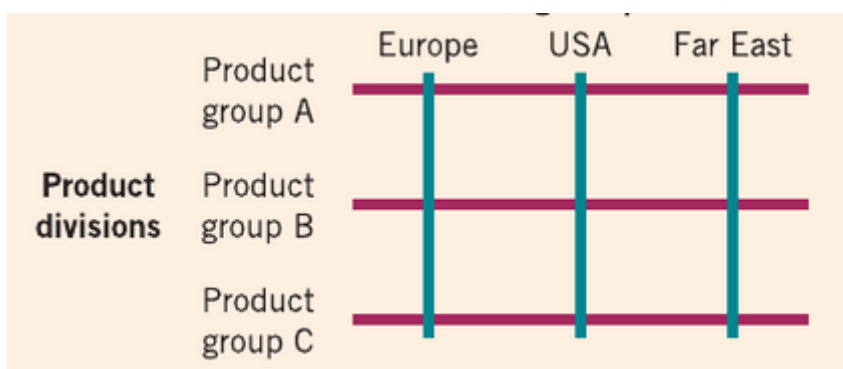 Europe USA Far East
Product
group A
Product
divisions
Product
group B
Product
group C